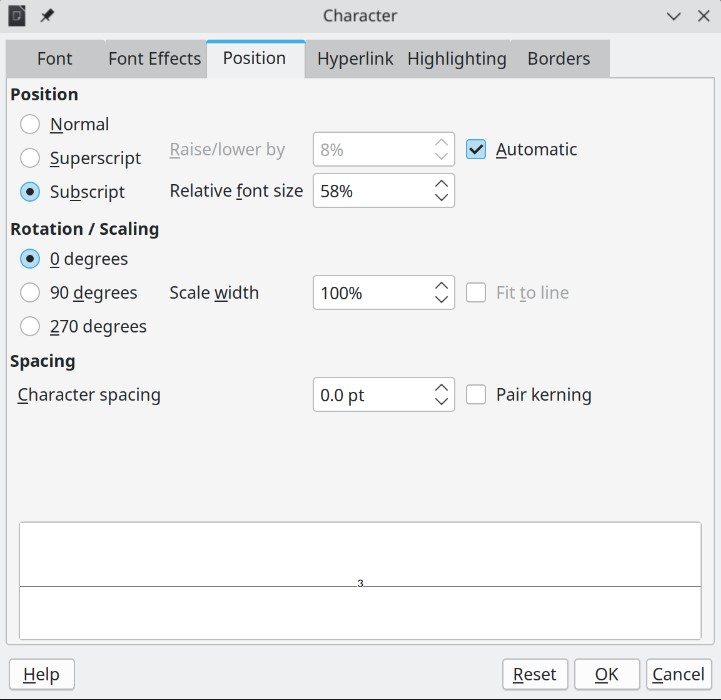 Character
Font Font Effects Position Hyperlink Highlighting Borders
Position
Normal
Superscript Raise/lower by 8% Automatic
Subscript Relative font size 58%
Rotation / Scaling
0 degrees
90 degrees Scale width 100% Fit to line
270 degrees
Spacing
Character spacing 0.0 pt Pair kerning
3
Help Reset OK Cancel